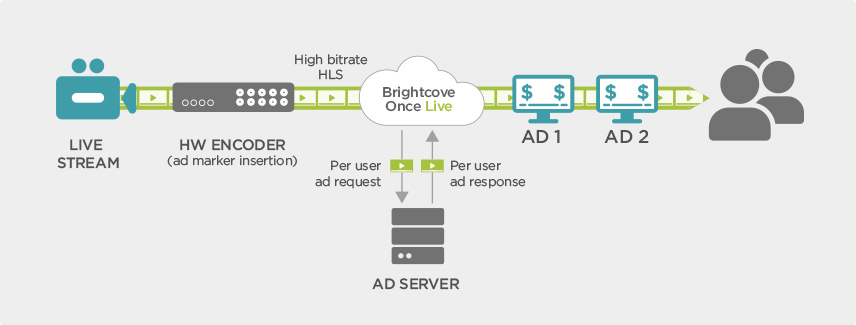 High bitrate
HLS
Brightcove
Once Live
$ $
$ $
LIVE
STREAM
HW ENCODER
(ad marker insertion)
AD 1
AD 2
Per user
ad request
Per user
ad response
AD SERVER